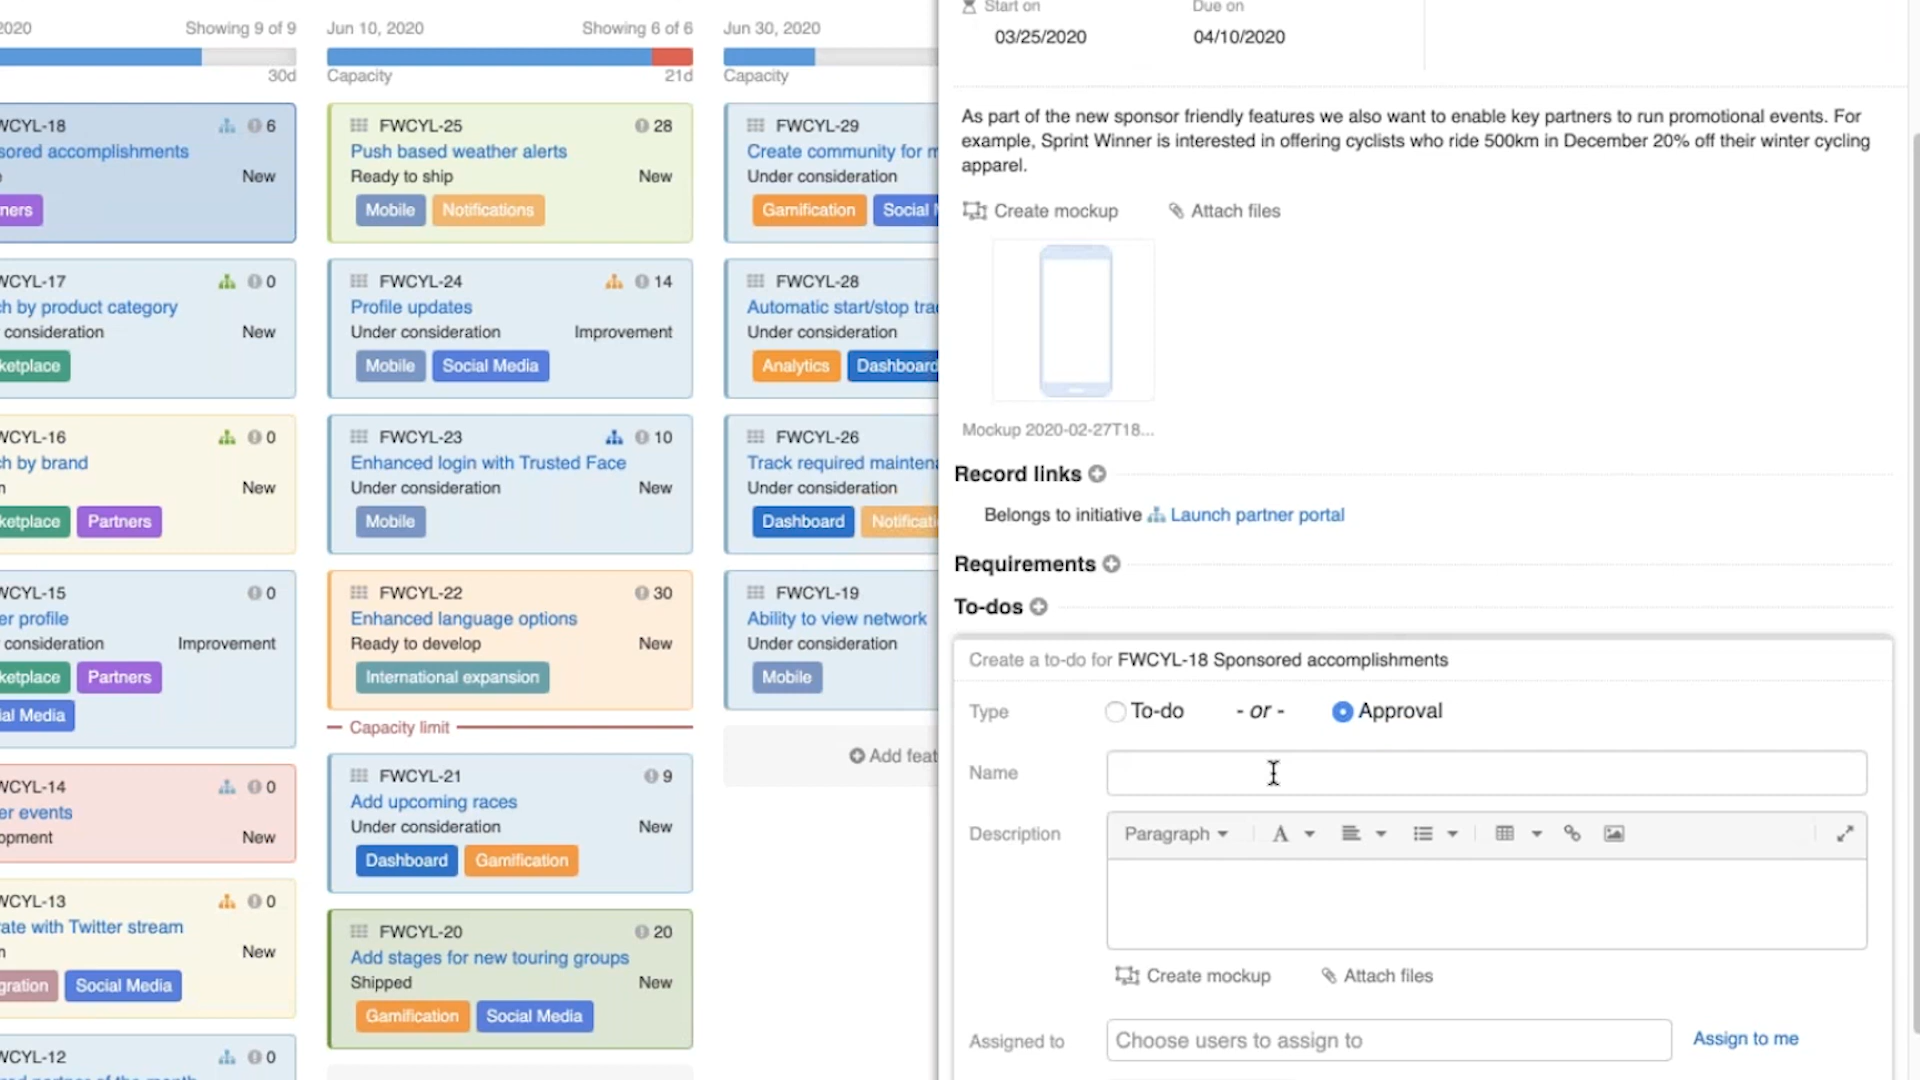 2020 Showing 9 of 9
30d
WCYL-18 6
sored accomplishments
New
ners
WCYL-17 0
ch by product category
consideration New
ketplace
WCYL-16 0
ch by brand
New
ketplace Partners
WCYL-15 0
er profile
consideration Improvement
ketplace Partners
ial Media
WCYL-14 0
er events
opment New
WCYL-13 0
rate with Twitter stream
New
gration Social Media
WCYL-12 0
Jun 10, 2020 Showing 6 of 6
Capacity 21d
FWCYL-25 28
Push based weather alerts
Ready to ship New
Mobile Notifications
FWCYL-24 14
Profile updates
Under consideration Improvement
Mobile Social Media
FWCYL-23 10
Enhanced login with Trusted Face
Under consideration New
Mobile
FWCYL-22 30
Enhanced language options
Ready to develop New
International expansion
Capacity limit
FWCYL-21 9
Add upcoming races
Under consideration New
Dashboard Gamification
FWCYL-20 20
Add stages for new touring groups
Shipped New
Gamification Social Media
Jun 30, 2020
Capacity
FWCYL-29
Create community for m
Under consideration
Gamification Social M
FWCYL-28
Automatic start/stop tra
Under consideration
Analytics Dashboard
FWCYL-26
Track required mainten
Under consideration
Dashboard Notificati
FWCYL-19
Ability to view network
Under consideration
Mobile
Add feat
Start on Due on
03/25/2020 04/10/2020
As part of the new sponsor friendly features we also want to enable key partners to run promotional events. For
example, Sprint Winner is interested in offering cyclists who ride 500km in December 20% off their winter cycling
apparel.
Create mockup Attach files
Mockup 2020-02-27T18...
Record links
Belongs to initiative Launch partner portal
Requirements
To-dos
Create a to-do for FWCYL-18 Sponsored accomplishments
Type To-do - or - Approval
Name
Description Paragraph A
Create mockup Attach files
Assigned to Choose users to assign to Assign to me